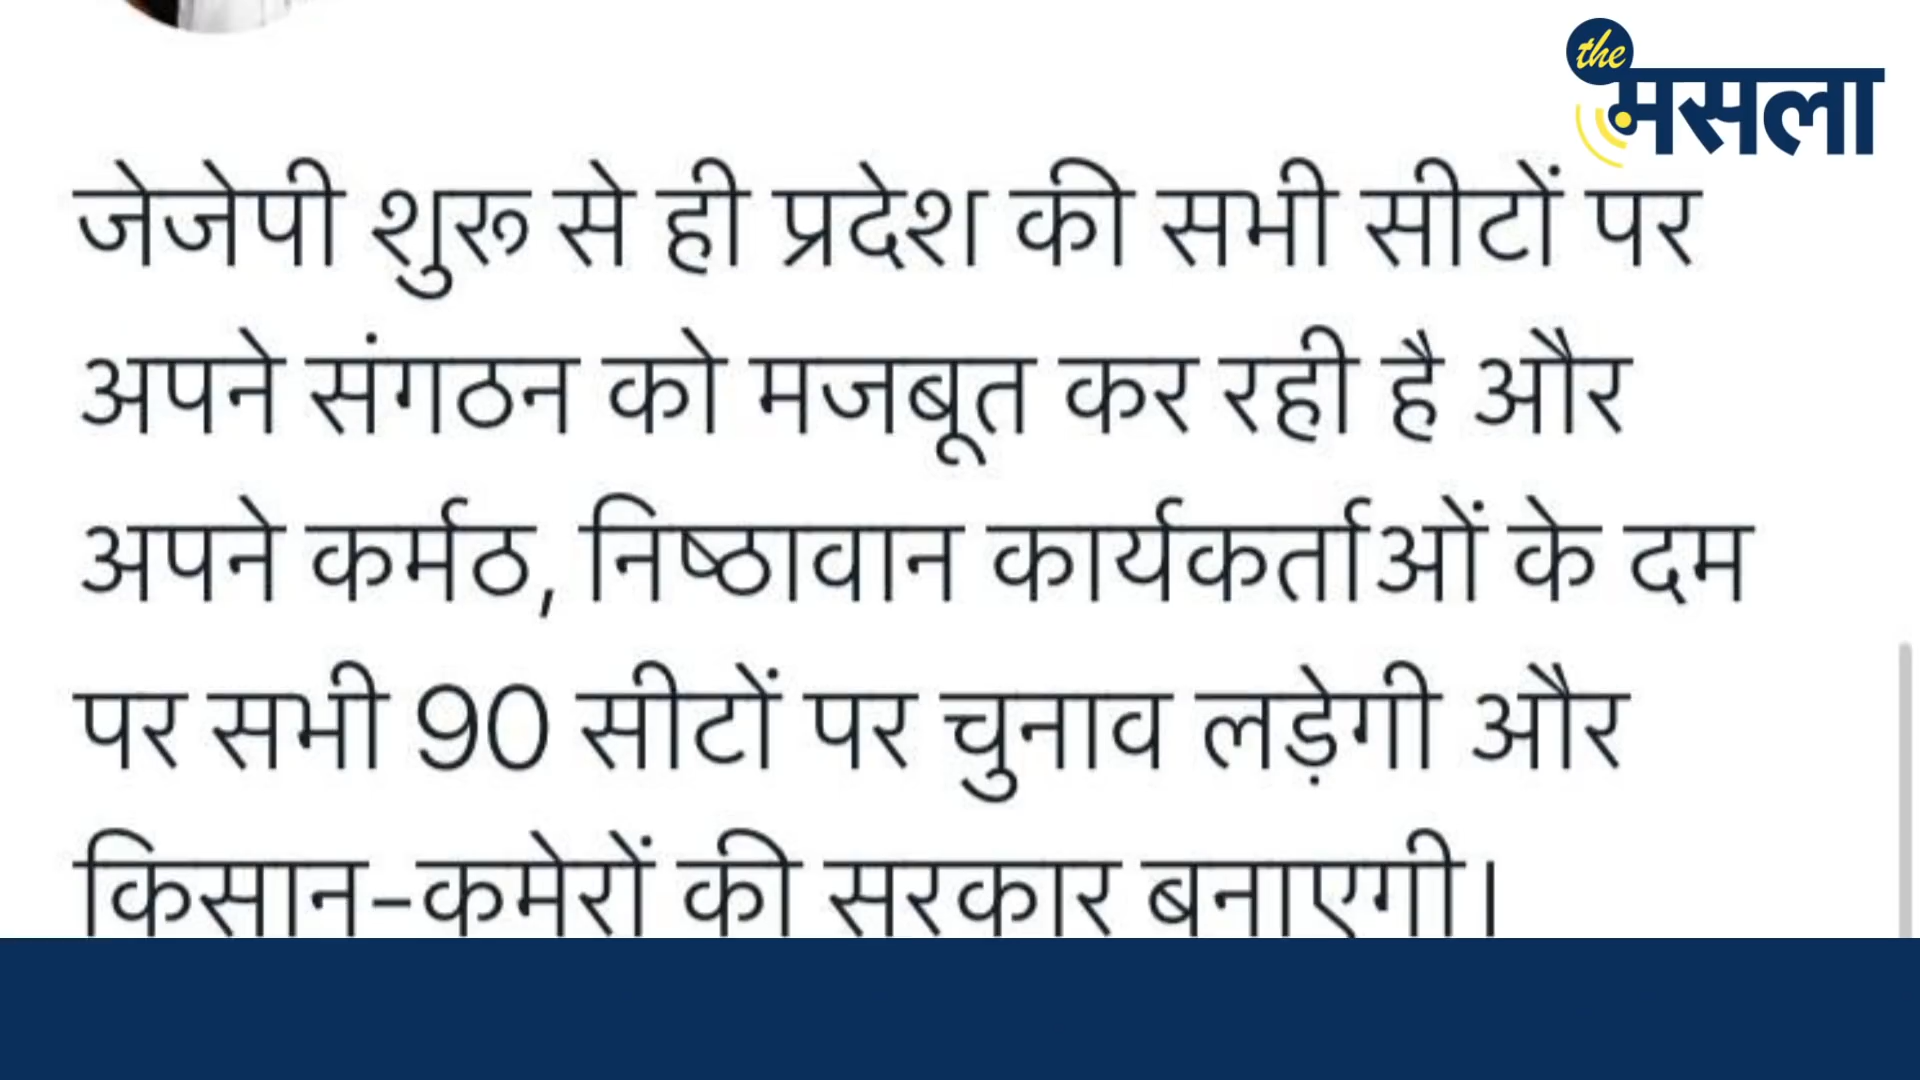 the
मसला
जेजेपी शुरू से ही प्रदेश की सभी सीटों पर
अपने संगठन को मजबूत कर रही है और
अपने कर्मठ, निष्ठावान कार्यकर्ताओं के दम
पर सभी 90 सीटों पर चुनाव लड़ेगी और
किसान-कमेरों की सरकार बनाएगी।